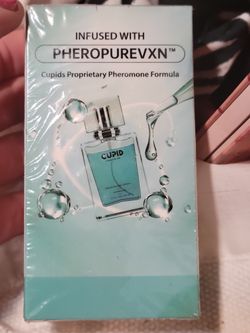 INFUSED WITH
PHEROPUREVXN™
Cupids Proprietary Pheromone Formula
CUPID